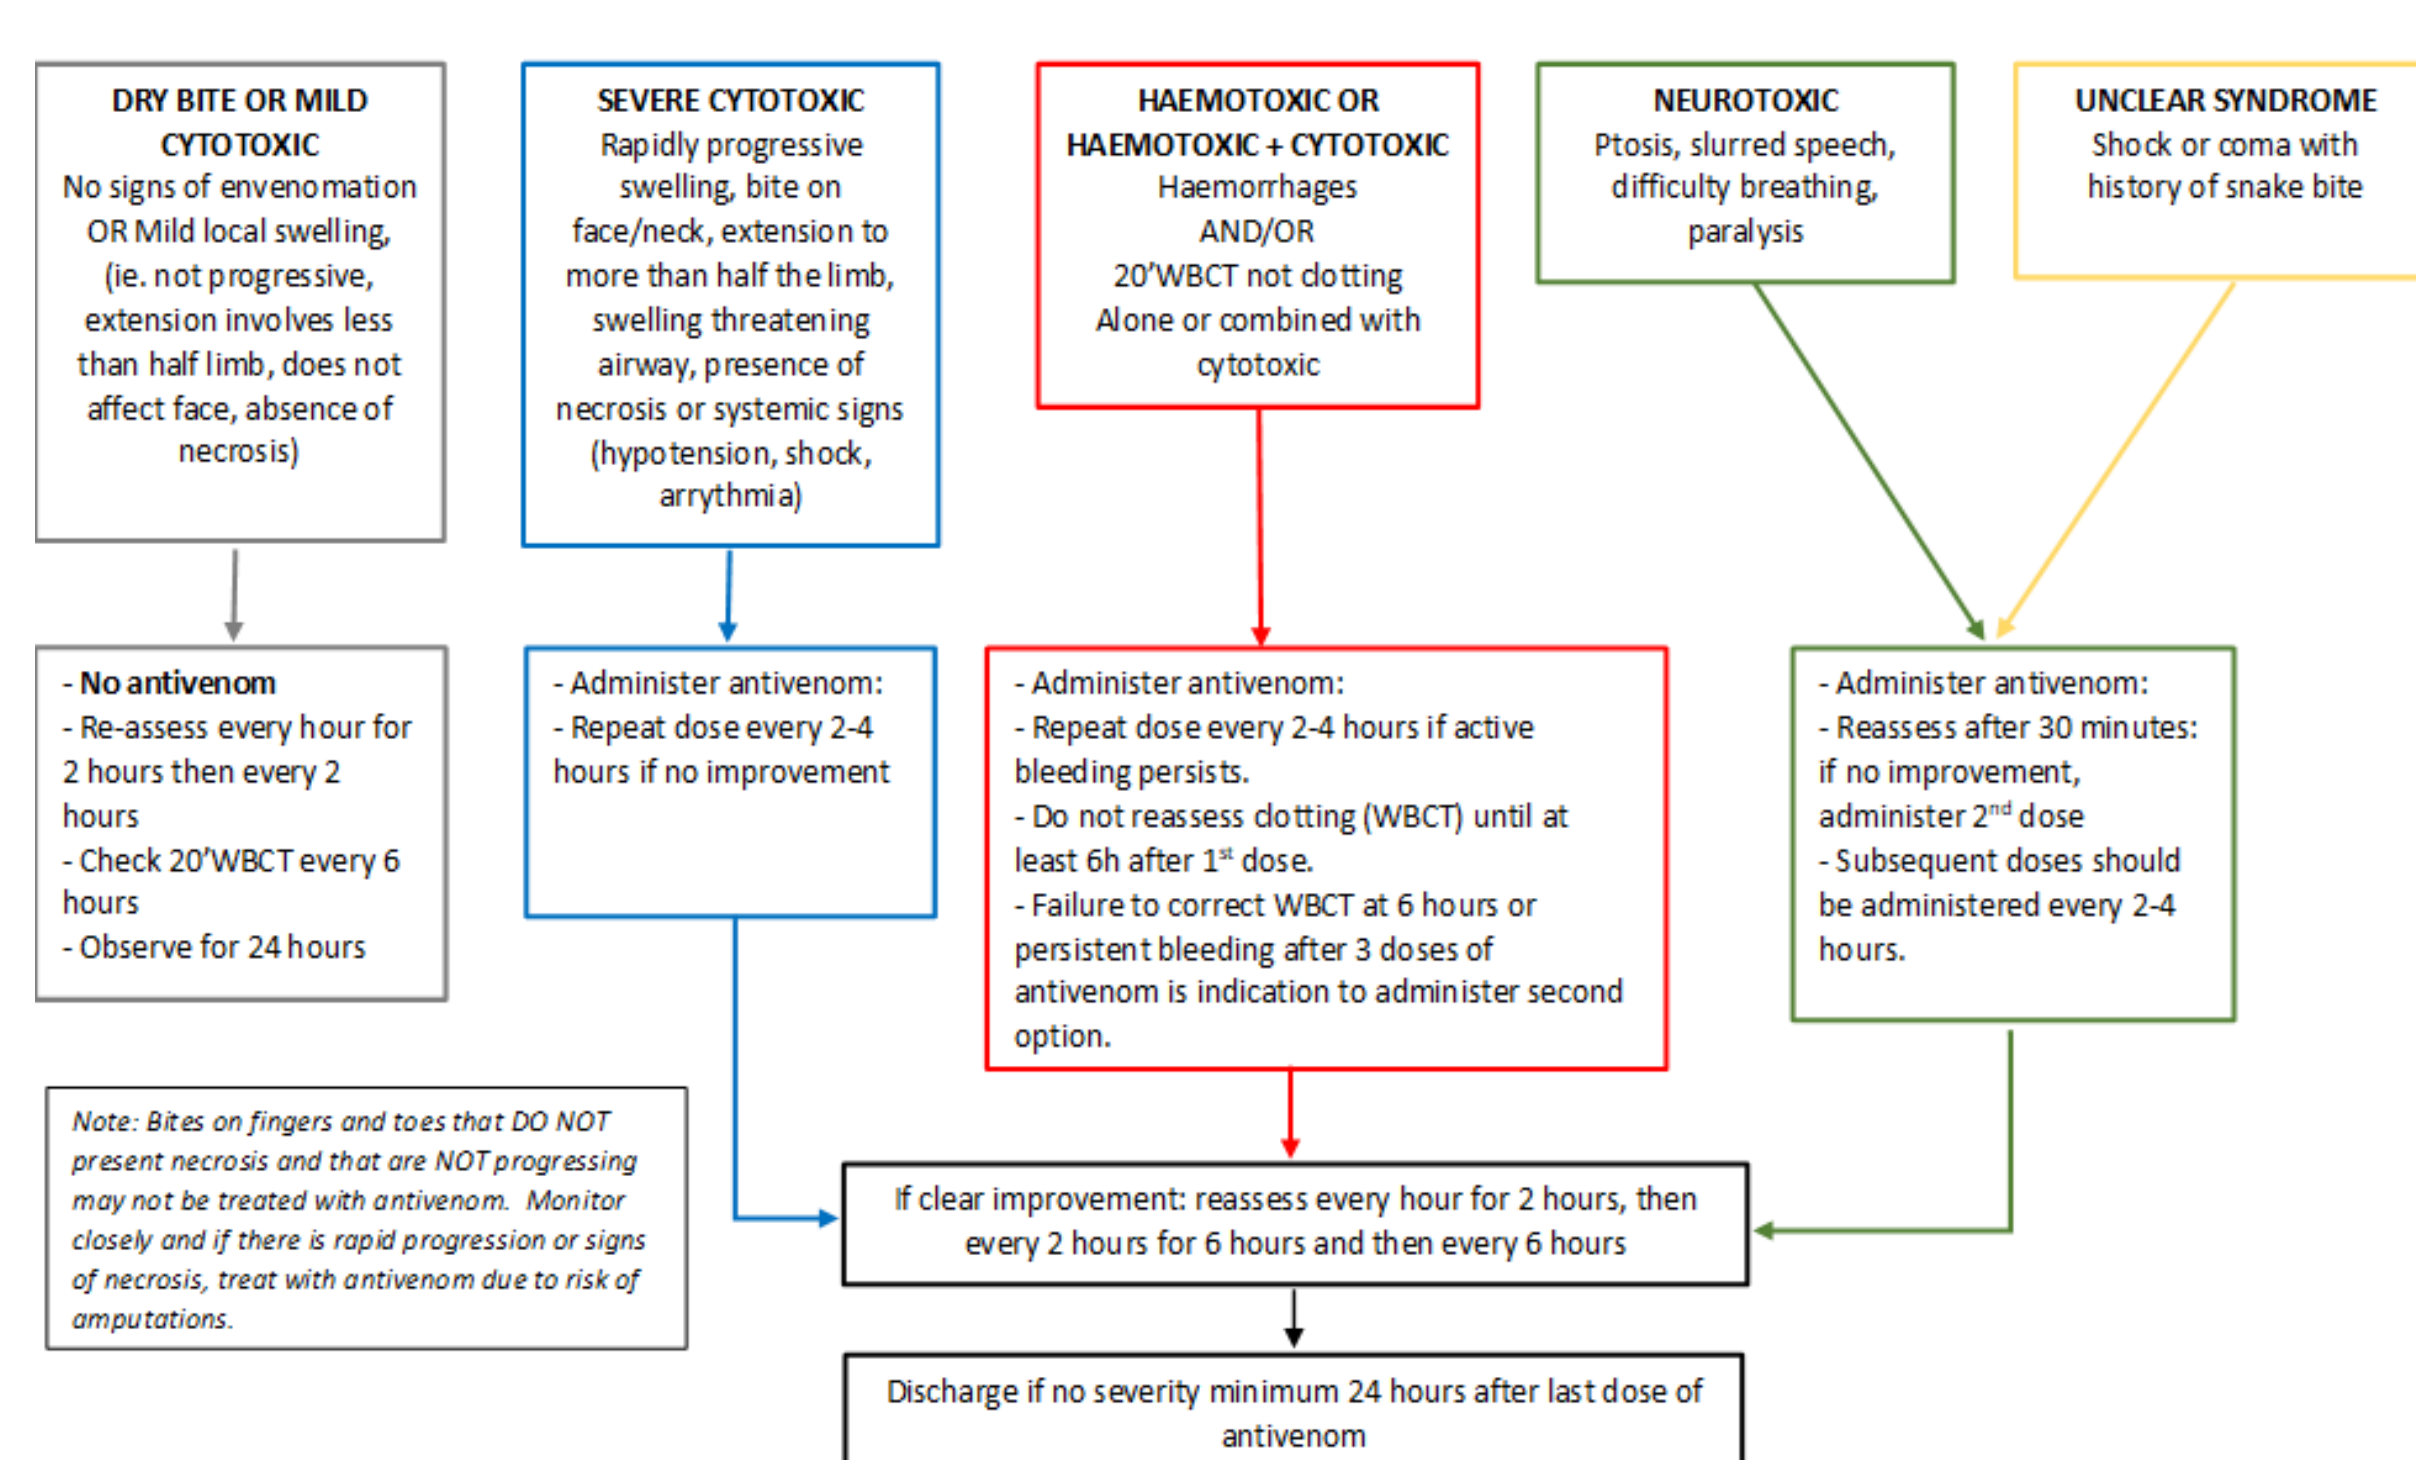 DRY BITE OR MILD
CYTOTOXIC
No signs of envenomation
OR Mild local swelling,
(ie. not progressive,
extension involves less
than half limb, does not
affect face, absence of
necrosis)
SEVERE CYTOTOXIC
Rapidly progressive
swelling, bite on
face/neck, extension to
more than half the limb,
swelling threatening
airway, presence of
necrosis or systemic signs
(hypotension, shock,
arrythmia)
HAEMOTOXIC OR
HAEMOTOXIC + CYTOTOXIC
Haemorrhages
AND/OR
20’WBCT not clotting
Alone or combined with
cytotoxic
NEUROTOXIC
Ptosis, slurred speech,
difficulty breathing,
paralysis
UNCLEAR SYNDROME
Shock or coma with
history of snake bite
- No antivenom
- Re-assess every hour for
2 hours then every 2
hours
- Check 20’WBCT every 6
hours
- Observe for 24 hours
- Administer antivenom:
- Repeat dose every 2-4
hours if no improvement
- Administer antivenom:
- Repeat dose every 2-4 hours if active
bleeding persists.
- Do not reassess clotting (WBCT) until at
least 6h after 1st dose.
- Failure to correct WBCT at 6 hours or
persistent bleeding after 3 doses of
antivenom is indication to administer second
option.
- Administer antivenom:
- Reassess after 30 minutes:
if no improvement,
administer 2nd dose
- Subsequent doses should
be administered every 2-4
hours.
Note: Bites on fingers and toes that DO NOT
present necrosis and that are NOT progressing
may not be treated with antivenom. Monitor
closely and if there is rapid progression or signs
of necrosis, treat with antivenom due to risk of
amputations.
If clear improvement: reassess every hour for 2 hours, then
every 2 hours for 6 hours and then every 6 hours
Discharge if no severity minimum 24 hours after last dose of
antivenom